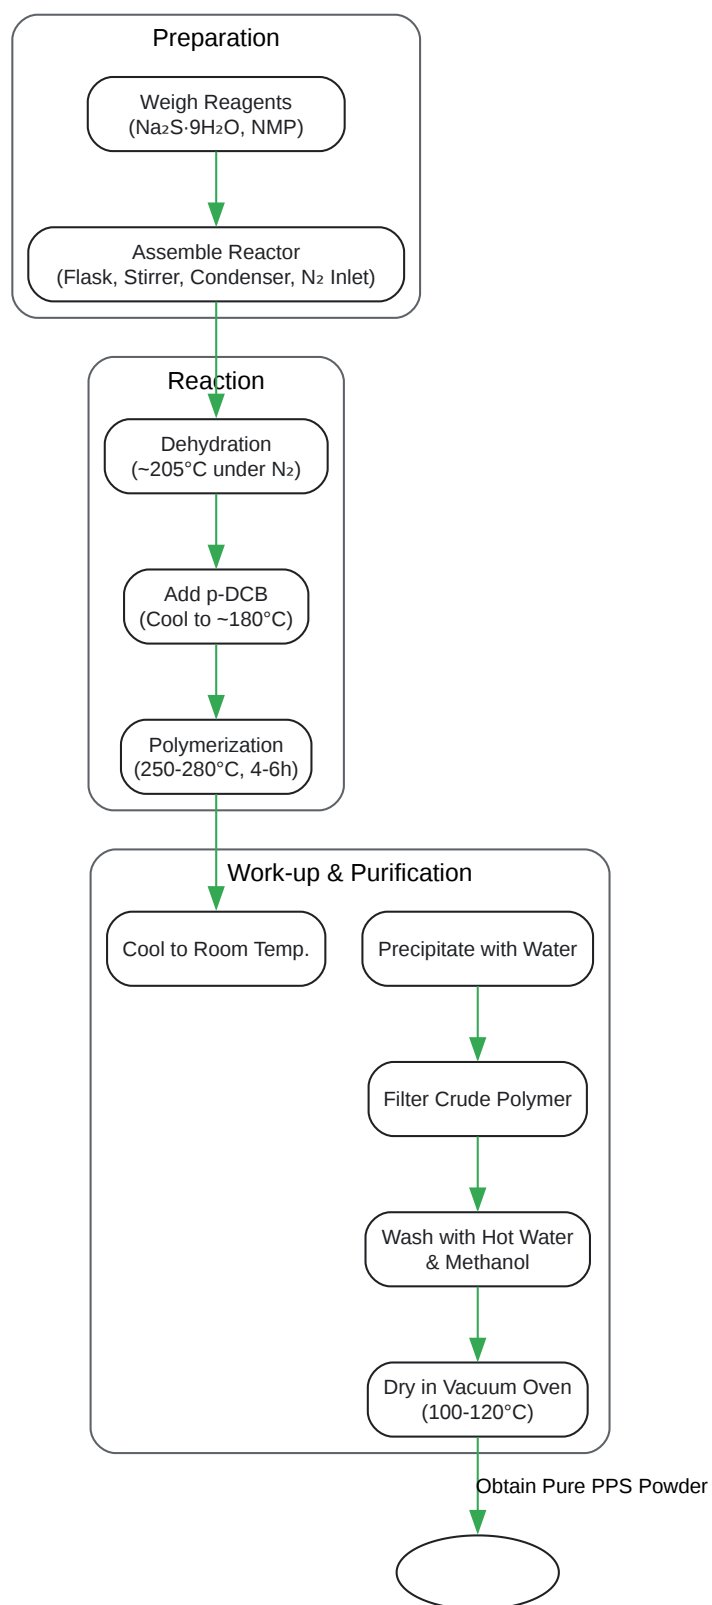 Preparation
Weigh Reagents
(Na₂S·9H₂O, NMP)
Assemble Reactor
(Flask, Stirrer, Condenser, N₂ Inlet)
Reaction
Dehydration
(~205°C under N₂)
Add p-DCB
(Cool to ~180°C)
Polymerization
(250-280°C, 4-6h)
Work-up & Purification
Cool to Room Temp.
Precipitate with Water
Filter Crude Polymer
Wash with Hot Water
& Methanol
Dry in Vacuum Oven
(100-120°C)
Obtain Pure PPS Powder